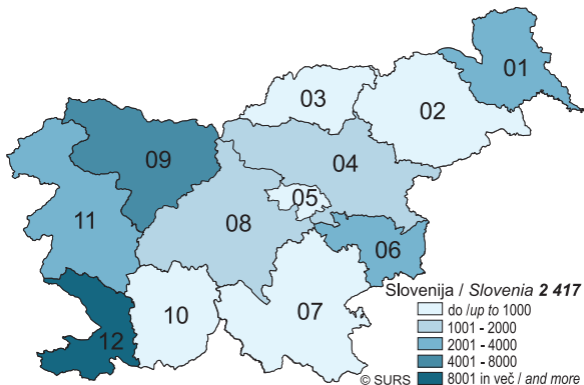 01
03
02
09
04
05
11
08
06
10
07
12
Slovenija / Slovenia 2 417
do /up to 1000
1001 - 2000
2001 - 4000
4001 - 8000
8001 in več / and more
© SURS